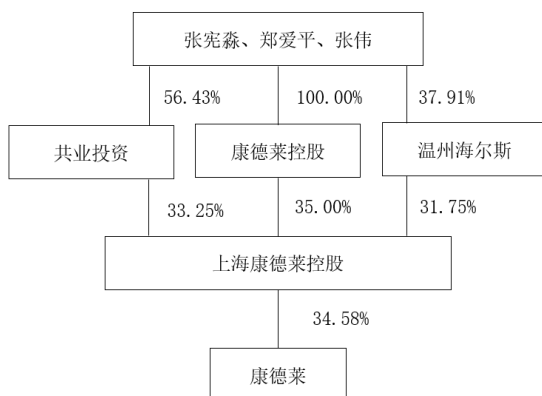 张宪淼、郑爱平、张伟
56.43%
100.00%
37.91%
共业投资
康德莱控股
温州海尔斯
33.25%
35.00%
31.75%
上海康德莱控股
34.58%
康德莱